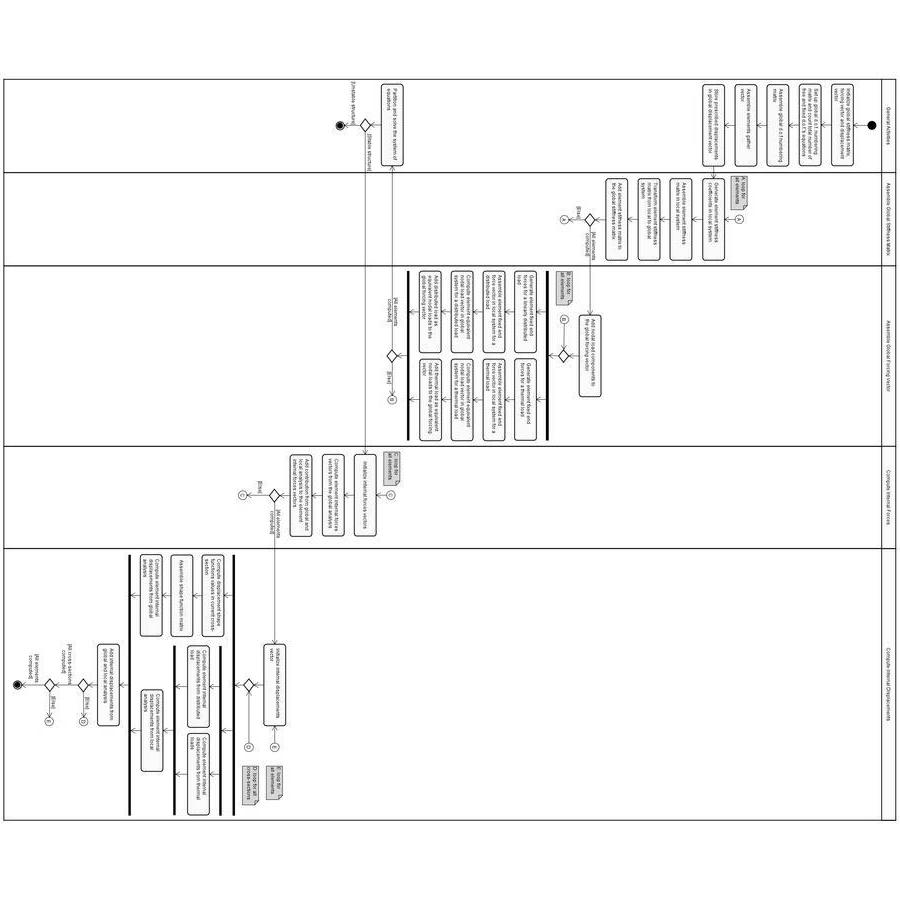 General Activities
Initialize global stiffness matrix
forcing vector and displacement
vector
Set up global d.o.f. numbering
matrix and count total number of
free and fixed d.o.f.'s equations
Assemble global d.o.f numbering
matrix
Assemble elements gather
vector
Store prescribed displacements
in global displacement vector
Partition and solve the system of
equations
[Stable structure]
[Unstable structure]
Assemble Global Stiffness Matrix
A: loop for
all elements
A
Generate element stiffness
coefficients in local system
Assemble element stiffness
matrix in local system
Transform element stiffness
matrix from local to global
system
Add element stiffness matrix to
the global stiffness matrix
[All elements
computed]
[Else]
A
Assemble Global Forcing Vector
Add nodal load components to
the global forcing vector
B: loop for
all elements
B
Generate element fixed end
forces for a linearly distributed
load
Assemble element fixed end
force vector in local system for a
distributed load
Compute element equivalent
nodal load vector in global
system for a distributed load
Add distributed load as
equivalent nodal loads to the
global forcing vector
Generate element fixed end
forces for a thermal load
Assemble element fixed end
force vector in local system for a
thermal load
Compute element equivalent
nodal load vector in global
system for a thermal load
Add thermal load as equivalent
nodal loads to the global forcing
vector
[All elements
computed]
[Else]
B
Compute Internal Forces
C: loop for
all elements
C
Initialize internal forces vectors
Compute element internal forces
vectors from the global analysis
Add contribution from global and
local analysis to the element
internal forces vectors
[All elements
computed]
[Else]
C
Compute Internal Displacements
Initialize internal displacements
vector
E
E: loop for
all elements
D
D: loop for all
cross-sections
Compute displacement shape
functions values in current cross-
section
Assemble shape function matrix
Compute element internal
displacements from global
analysis
Compute element internal
displacements from distributed
load
Compute element internal
displacements from thermal
loads
Compute element internal
displacements from local
analysis
Add internal displacements from
global and local analysis
[All cross-sections
computed]
[Else]
D
[All elements
computed]
[Else]
E